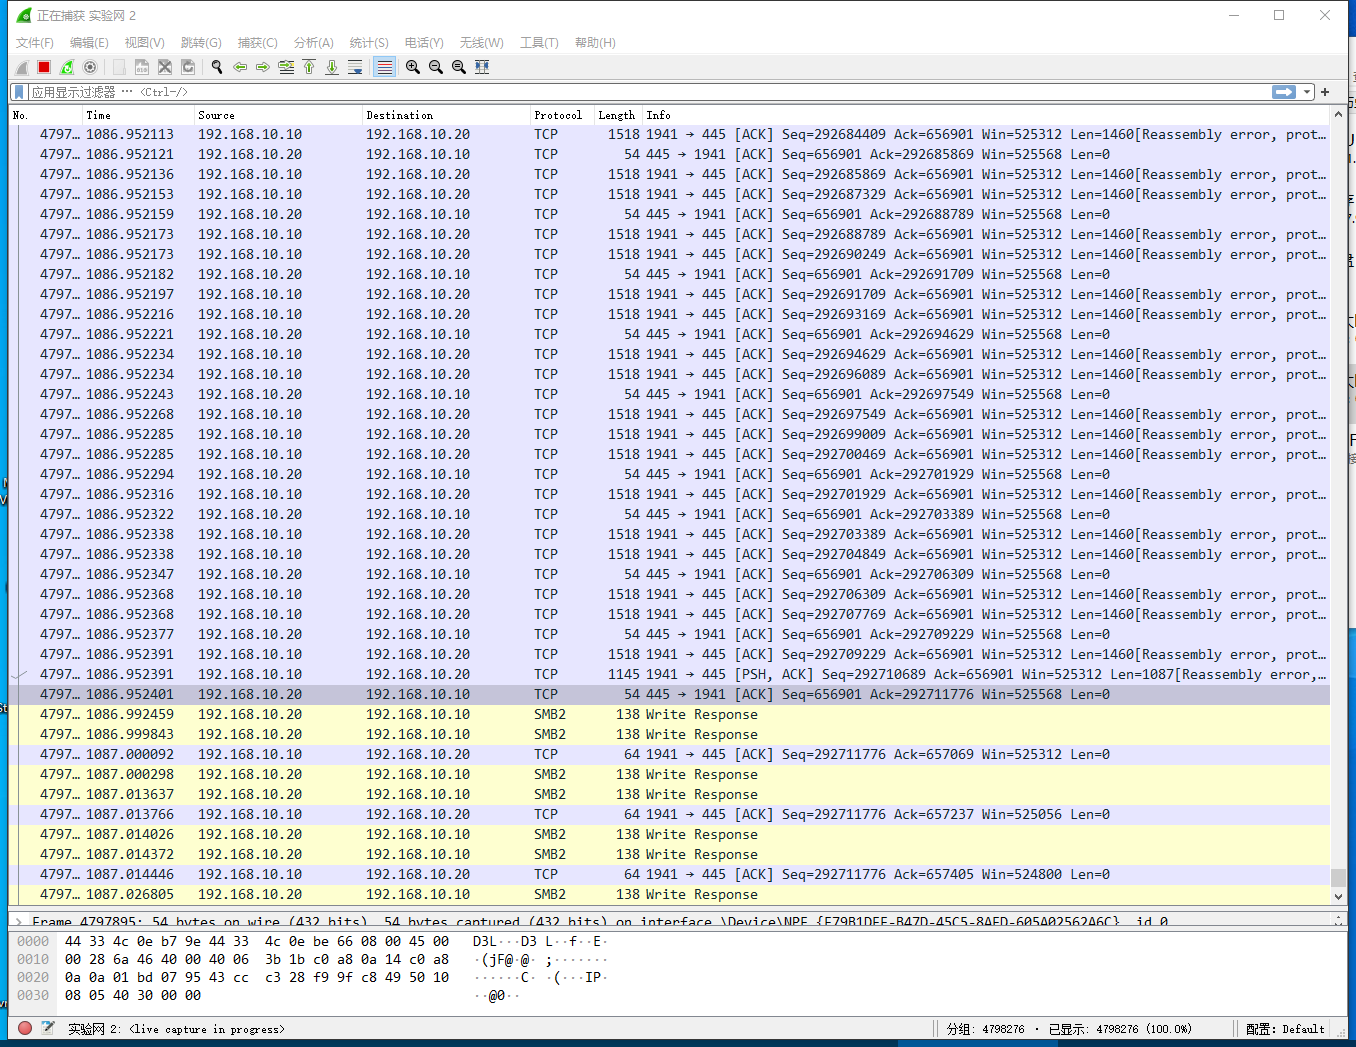 正在捕获 实验网 2
文件(F) 编辑(E) 视图(V) 跳转(G) 捕获(C) 分析(A) 统计(S) 电话(Y) 无线(W) 工具(T) 帮助(H)
应用显示过滤器 … <Ctrl-/>
No. Time Source Destination Protocol Length Info
4797… 1086.952113 192.168.10.10 192.168.10.20 TCP 1518 1941 → 445 [ACK] Seq=292684409 Ack=656901 Win=525312 Len=1460[Reassembly error, prot…
4797… 1086.952121 192.168.10.20 192.168.10.10 TCP 54 445 → 1941 [ACK] Seq=656901 Ack=292685869 Win=525568 Len=0
4797… 1086.952136 192.168.10.10 192.168.10.20 TCP 1518 1941 → 445 [ACK] Seq=292685869 Ack=656901 Win=525312 Len=1460[Reassembly error, prot…
4797… 1086.952153 192.168.10.10 192.168.10.20 TCP 1518 1941 → 445 [ACK] Seq=292687329 Ack=656901 Win=525312 Len=1460[Reassembly error, prot…
4797… 1086.952159 192.168.10.20 192.168.10.10 TCP 54 445 → 1941 [ACK] Seq=656901 Ack=292688789 Win=525568 Len=0
4797… 1086.952173 192.168.10.10 192.168.10.20 TCP 1518 1941 → 445 [ACK] Seq=292688789 Ack=656901 Win=525312 Len=1460[Reassembly error, prot…
4797… 1086.952173 192.168.10.10 192.168.10.20 TCP 1518 1941 → 445 [ACK] Seq=292690249 Ack=656901 Win=525312 Len=1460[Reassembly error, prot…
4797… 1086.952182 192.168.10.20 192.168.10.10 TCP 54 445 → 1941 [ACK] Seq=656901 Ack=292691709 Win=525568 Len=0
4797… 1086.952197 192.168.10.10 192.168.10.20 TCP 1518 1941 → 445 [ACK] Seq=292691709 Ack=656901 Win=525312 Len=1460[Reassembly error, prot…
4797… 1086.952216 192.168.10.10 192.168.10.20 TCP 1518 1941 → 445 [ACK] Seq=292693169 Ack=656901 Win=525312 Len=1460[Reassembly error, prot…
4797… 1086.952221 192.168.10.20 192.168.10.10 TCP 54 445 → 1941 [ACK] Seq=656901 Ack=292694629 Win=525568 Len=0
4797… 1086.952234 192.168.10.10 192.168.10.20 TCP 1518 1941 → 445 [ACK] Seq=292694629 Ack=656901 Win=525312 Len=1460[Reassembly error, prot…
4797… 1086.952234 192.168.10.10 192.168.10.20 TCP 1518 1941 → 445 [ACK] Seq=292696089 Ack=656901 Win=525312 Len=1460[Reassembly error, prot…
4797… 1086.952243 192.168.10.20 192.168.10.10 TCP 54 445 → 1941 [ACK] Seq=656901 Ack=292697549 Win=525568 Len=0
4797… 1086.952268 192.168.10.10 192.168.10.20 TCP 1518 1941 → 445 [ACK] Seq=292697549 Ack=656901 Win=525312 Len=1460[Reassembly error, prot…
4797… 1086.952285 192.168.10.10 192.168.10.20 TCP 1518 1941 → 445 [ACK] Seq=292699009 Ack=656901 Win=525312 Len=1460[Reassembly error, prot…
4797… 1086.952285 192.168.10.10 192.168.10.20 TCP 1518 1941 → 445 [ACK] Seq=292700469 Ack=656901 Win=525312 Len=1460[Reassembly error, prot…
4797… 1086.952294 192.168.10.20 192.168.10.10 TCP 54 445 → 1941 [ACK] Seq=656901 Ack=292701929 Win=525568 Len=0
4797… 1086.952316 192.168.10.10 192.168.10.20 TCP 1518 1941 → 445 [ACK] Seq=292701929 Ack=656901 Win=525312 Len=1460[Reassembly error, prot…
4797… 1086.952322 192.168.10.20 192.168.10.10 TCP 54 445 → 1941 [ACK] Seq=656901 Ack=292703389 Win=525568 Len=0
4797… 1086.952338 192.168.10.10 192.168.10.20 TCP 1518 1941 → 445 [ACK] Seq=292703389 Ack=656901 Win=525312 Len=1460[Reassembly error, prot…
4797… 1086.952338 192.168.10.10 192.168.10.20 TCP 1518 1941 → 445 [ACK] Seq=292704849 Ack=656901 Win=525312 Len=1460[Reassembly error, prot…
4797… 1086.952347 192.168.10.20 192.168.10.10 TCP 54 445 → 1941 [ACK] Seq=656901 Ack=292706309 Win=525568 Len=0
4797… 1086.952368 192.168.10.10 192.168.10.20 TCP 1518 1941 → 445 [ACK] Seq=292706309 Ack=656901 Win=525312 Len=1460[Reassembly error, prot…
4797… 1086.952368 192.168.10.10 192.168.10.20 TCP 1518 1941 → 445 [ACK] Seq=292707769 Ack=656901 Win=525312 Len=1460[Reassembly error, prot…
4797… 1086.952377 192.168.10.20 192.168.10.10 TCP 54 445 → 1941 [ACK] Seq=656901 Ack=292709229 Win=525568 Len=0
4797… 1086.952391 192.168.10.10 192.168.10.20 TCP 1518 1941 → 445 [ACK] Seq=292709229 Ack=656901 Win=525312 Len=1460[Reassembly error, prot…
4797… 1086.952391 192.168.10.10 192.168.10.20 TCP 1145 1941 → 445 [PSH, ACK] Seq=292710689 Ack=656901 Win=525312 Len=1087[Reassembly error,…
4797… 1086.952401 192.168.10.20 192.168.10.10 TCP 54 445 → 1941 [ACK] Seq=656901 Ack=292711776 Win=525568 Len=0
4797… 1086.992459 192.168.10.20 192.168.10.10 SMB2 138 Write Response
4797… 1086.999843 192.168.10.20 192.168.10.10 SMB2 138 Write Response
4797… 1087.000092 192.168.10.10 192.168.10.20 TCP 64 1941 → 445 [ACK] Seq=292711776 Ack=657069 Win=525312 Len=0
4797… 1087.000298 192.168.10.20 192.168.10.10 SMB2 138 Write Response
4797… 1087.013637 192.168.10.20 192.168.10.10 SMB2 138 Write Response
4797… 1087.013766 192.168.10.10 192.168.10.20 TCP 64 1941 → 445 [ACK] Seq=292711776 Ack=657237 Win=525056 Len=0
4797… 1087.014026 192.168.10.20 192.168.10.10 SMB2 138 Write Response
4797… 1087.014372 192.168.10.20 192.168.10.10 SMB2 138 Write Response
4797… 1087.014446 192.168.10.10 192.168.10.20 TCP 64 1941 → 445 [ACK] Seq=292711776 Ack=657405 Win=524800 Len=0
4797… 1087.026805 192.168.10.20 192.168.10.10 SMB2 138 Write Response
Frame 4797895: 54 bytes on wire (432 bits), 54 bytes captured (432 bits) on interface \Device\NPF_{F79B1DFF-B47D-45C5-8AFD-605A02562A6C}, id 0
0000 44 33 4c 0e b7 9e 44 33 4c 0e be 66 08 00 45 00 D3L···D3 L··f··E·
0010 00 28 6a 46 40 00 40 06 3b 1b c0 a8 0a 14 c0 a8 ·(jF@·@· ;·······
0020 0a 0a 01 bd 07 95 43 cc c3 28 f9 9f c8 49 50 10 ······C· ·(···IP·
0030 08 05 40 30 00 00 ··@0··
实验网 2: <live capture in progress> 分组: 4798276 · 已显示: 4798276 (100.0%) 配置: Default